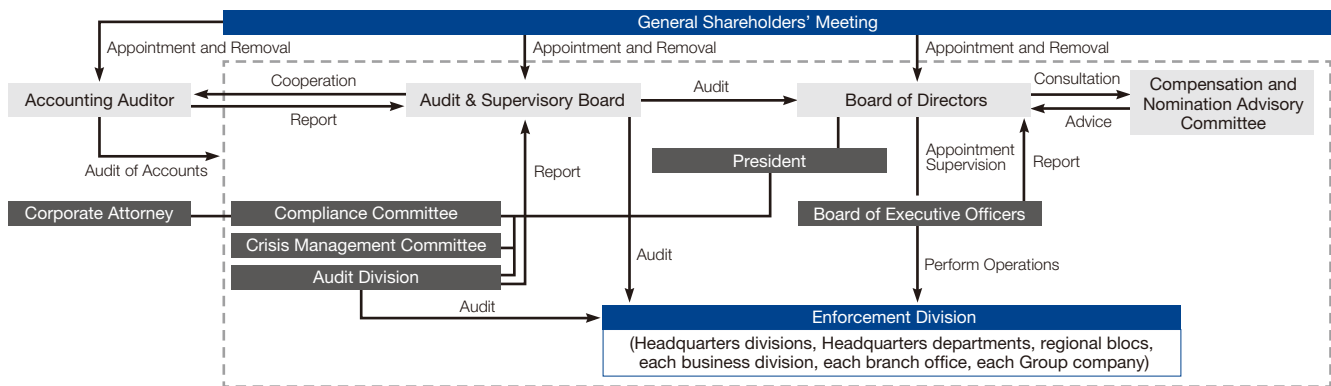 General Shareholders’ Meeting
Appointment and Removal
Appointment and Removal
Appointment and Removal
Cooperation
Consultation
Accounting Auditor
Audit & Supervisory Board
Audit
Board of Directors
Compensation and
Nomination Advisory
Committee
Report
Advice
Audit of Accounts
Report
President
Appointment
Supervision
Report
Corporate Attorney
Compliance Committee
Board of Executive Officers
Crisis Management Committee
Audit Division
Audit
Perform Operations
Audit
Enforcement Division
(Headquarters divisions, Headquarters departments, regional blocs,
each business division, each branch office, each Group company)